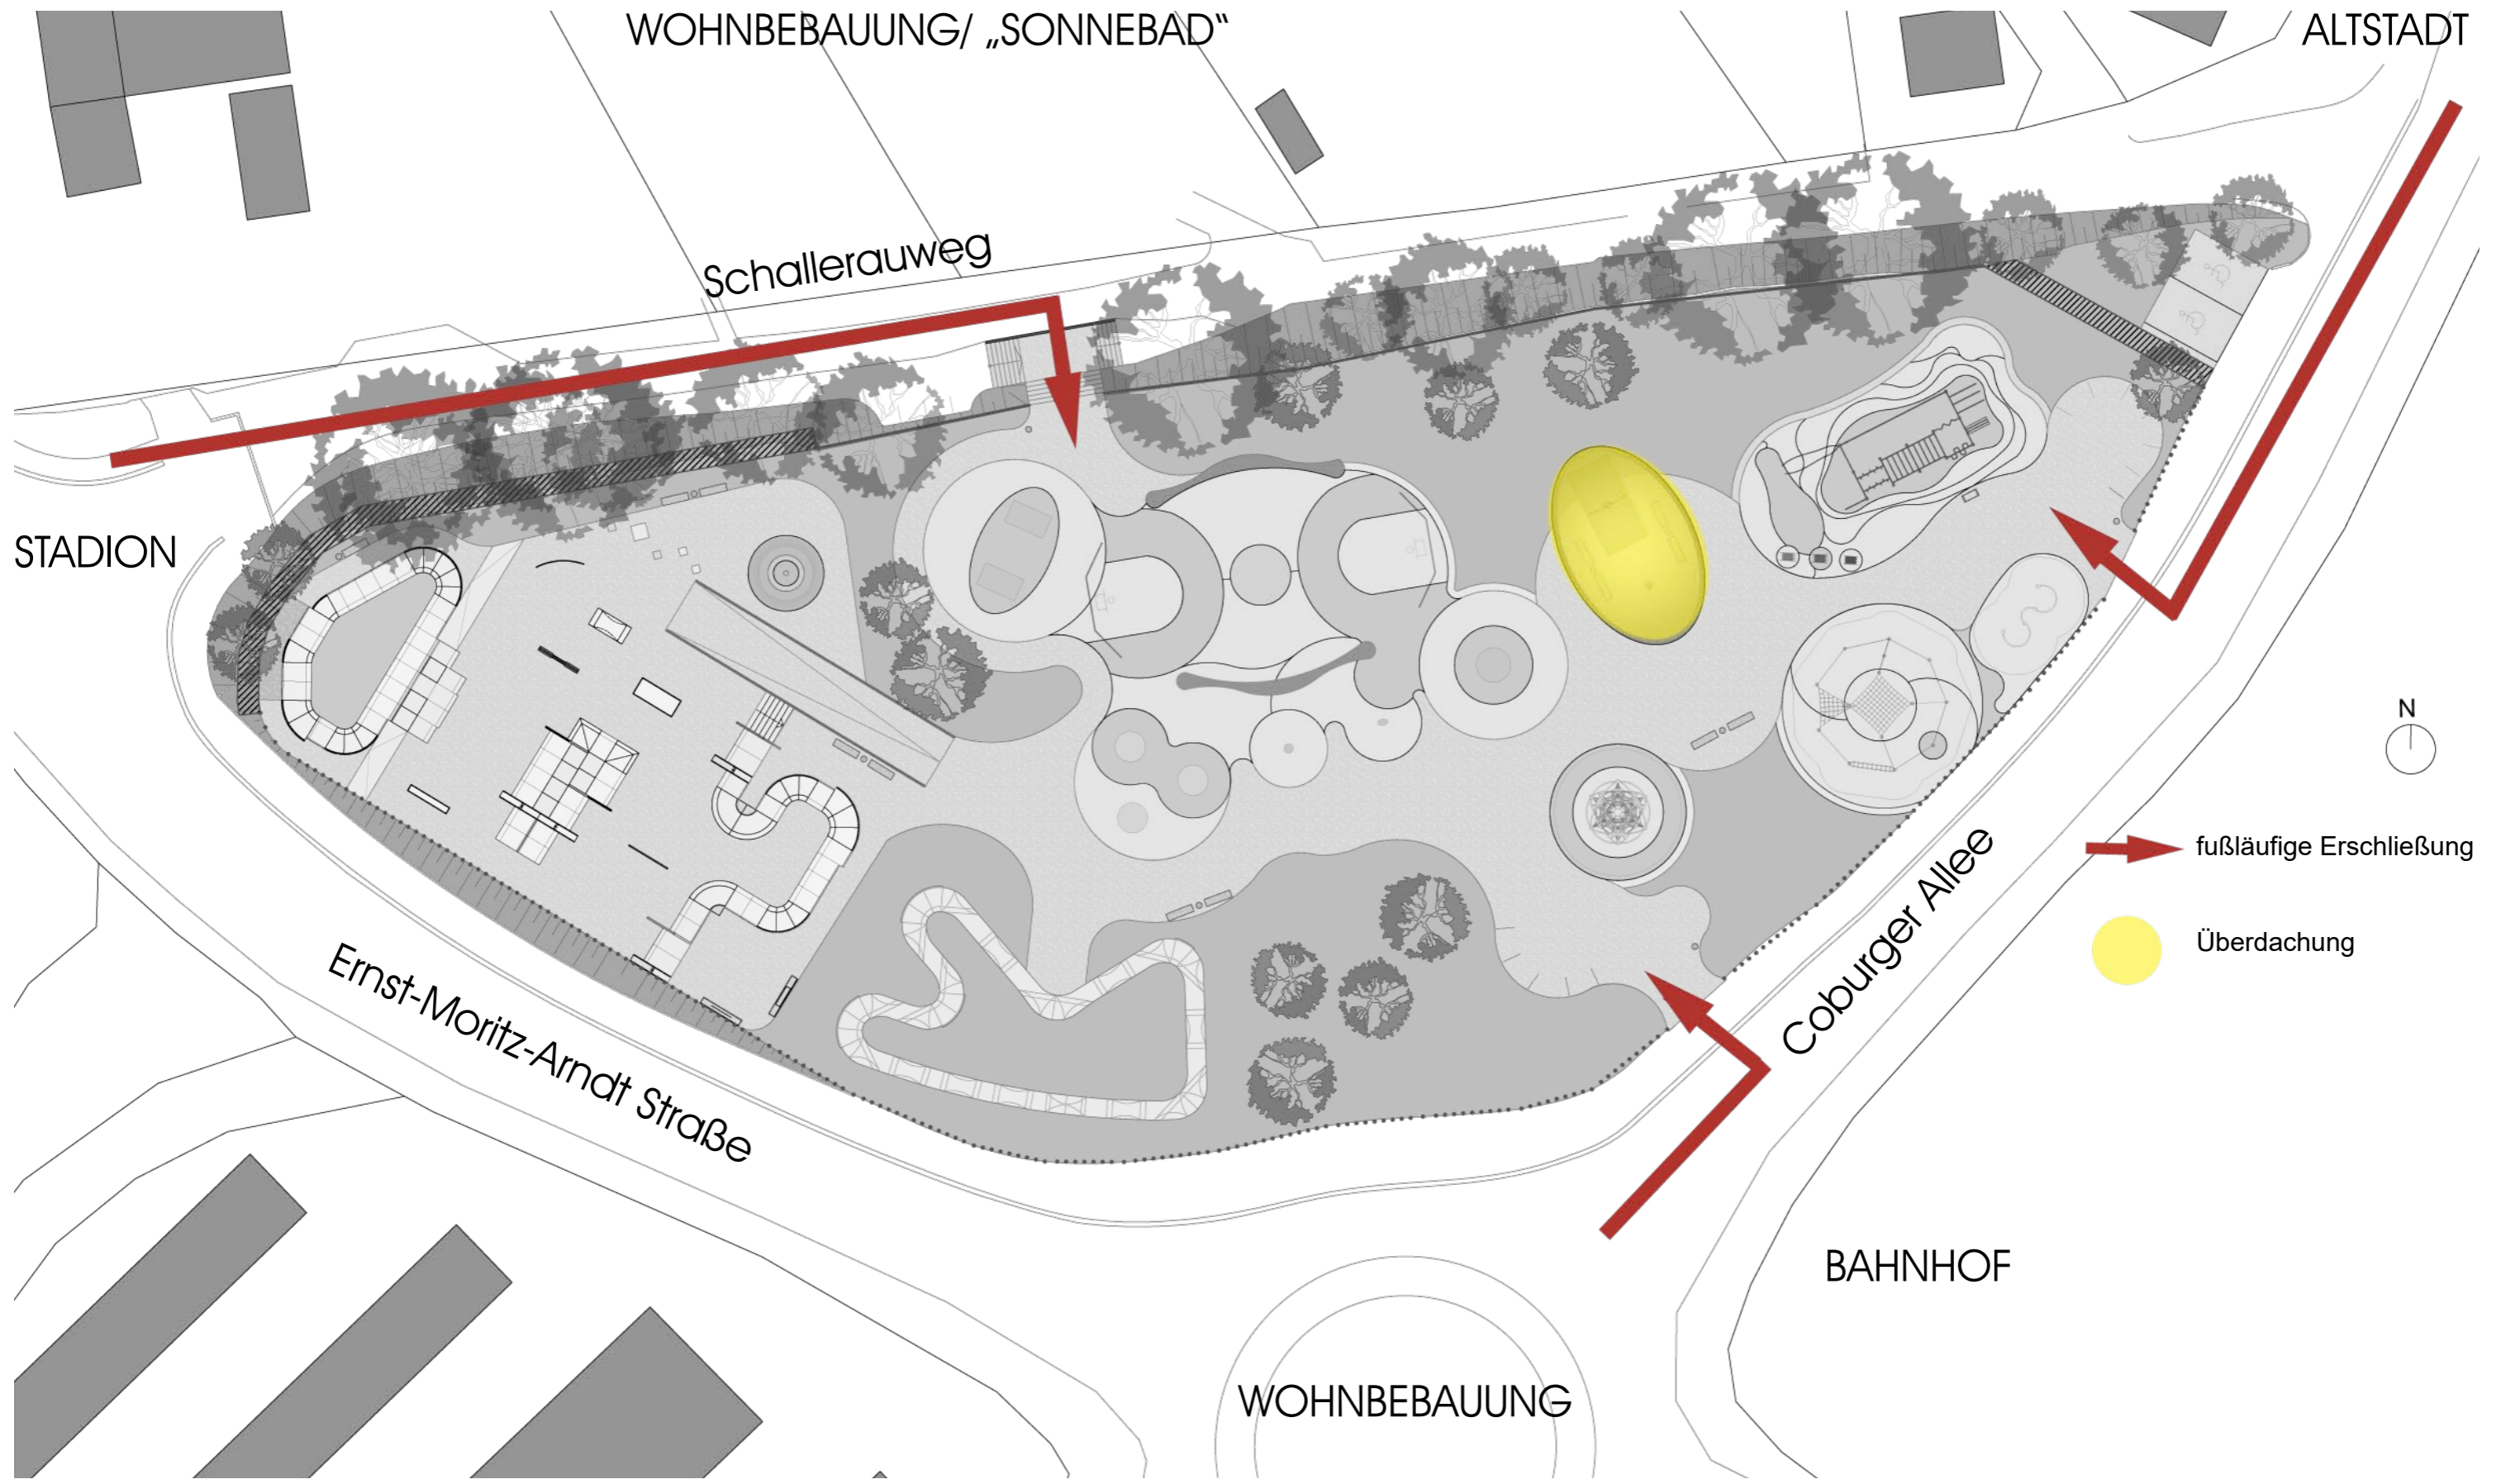 WOHNBEBAUUNG/ „SONNEBAD“
ALTSTADT
Schallerauweg
STADION
N
fußläufige Erschließung
Überdachung
Coburger Allee
Ernst-Moritz-Arndt Straße
BAHNHOF
WOHNBEBAUUNG